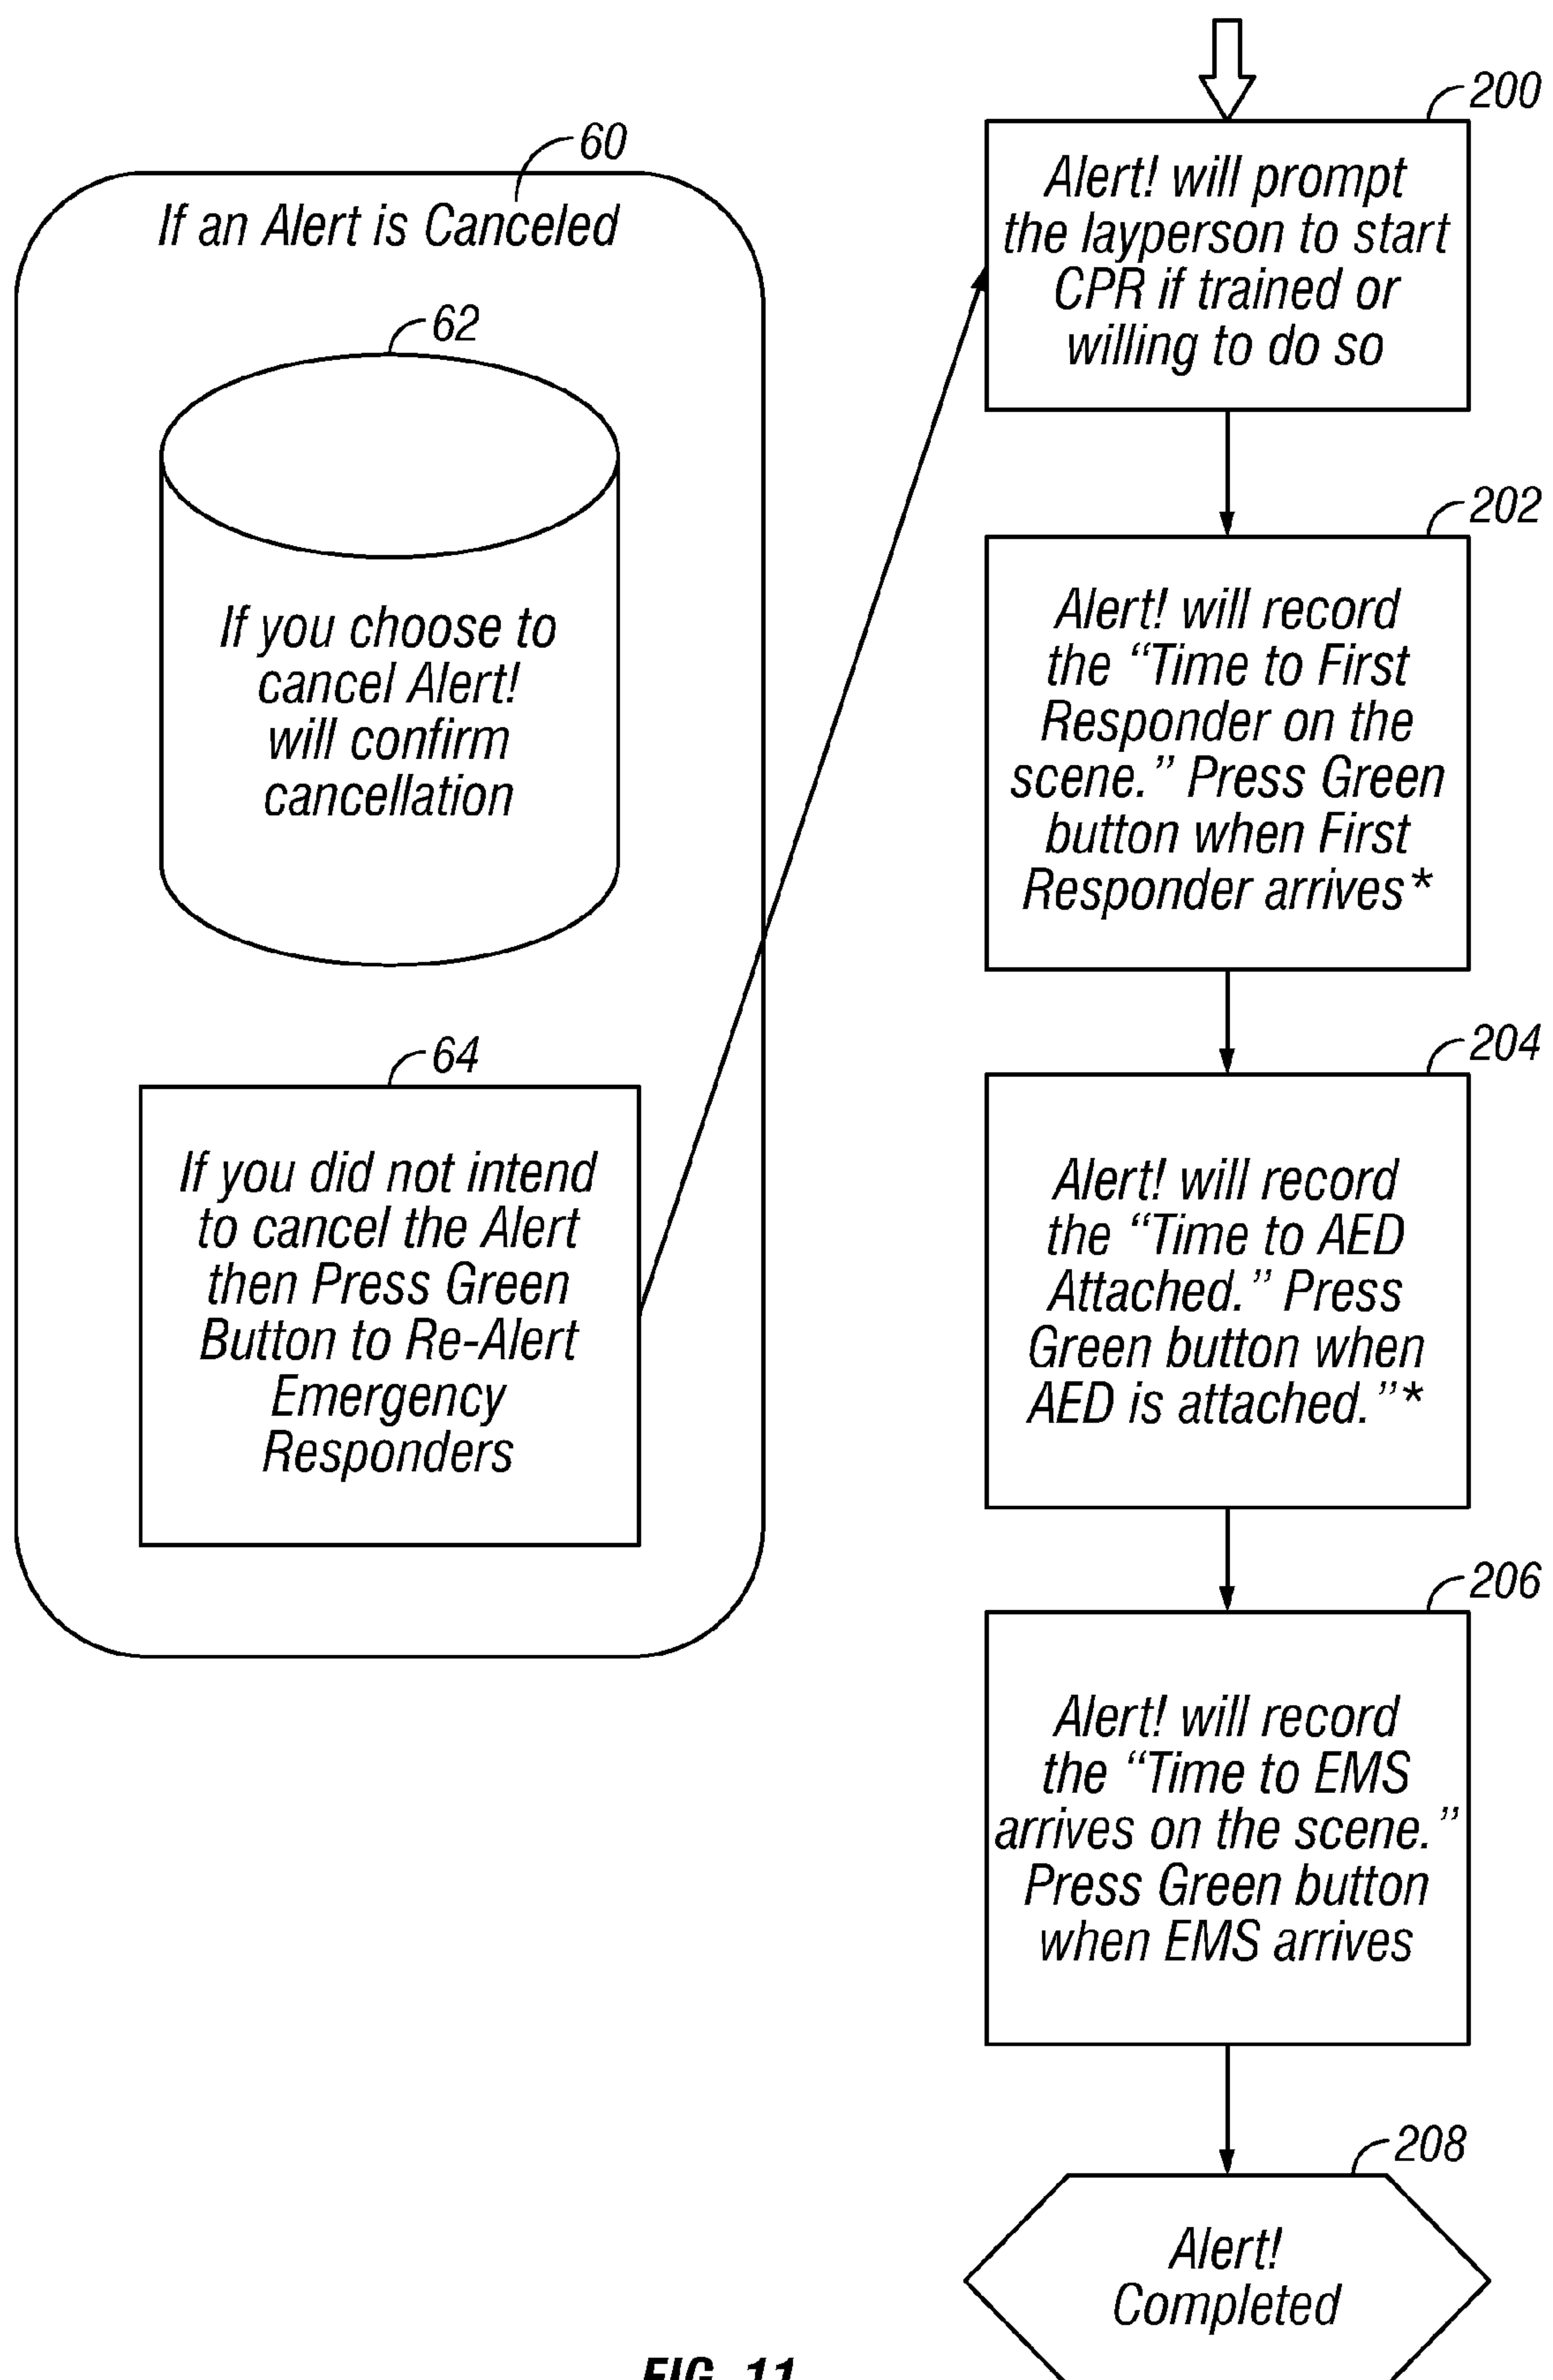 60
If an Alert is Canceled
62
If you choose to
cancel Alert!
will confirm
cancellation
64
If you did not intend
to cancel the Alert
then Press Green
Button to Re-Alert
Emergency
Responders
200
Alert! will prompt
the layperson to start
CPR if trained or
willing to do so
202
Alert! will record
the “Time to First
Responder on the
scene.” Press Green
button when First
Responder arrives*
204
Alert! will record
the “Time to AED
Attached.” Press
Green button when
AED is attached.”*
206
Alert! will record
the “Time to EMS
arrives on the scene.”
Press Green button
when EMS arrives
208
Alert!
Completed
FIG. 11